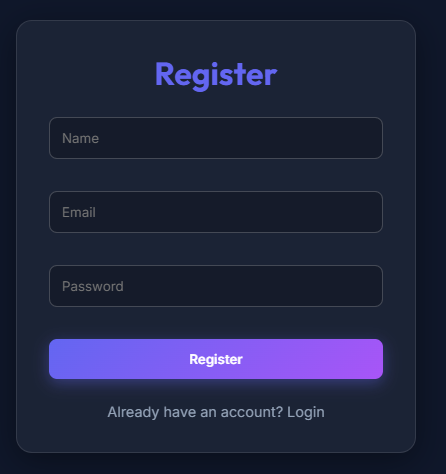 Register
Name
Email
Password
Register
Already have an account? Login